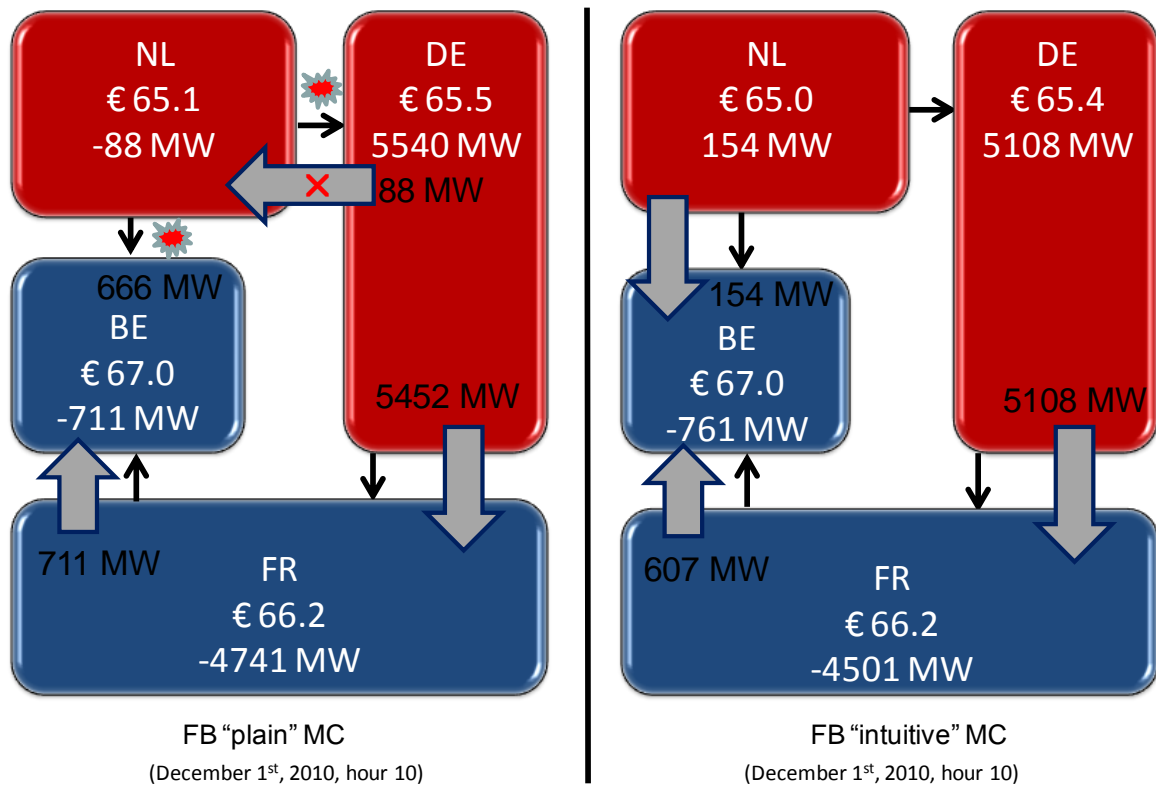 NL
€ 65.1
-88 MW
DE
€ 65.5
5540 MW
88 MW
666 MW
BE
€ 67.0
-711 MW
5452 MW
711 MW
FR
€ 66.2
-4741 MW
FB “plain” MC
(December 1st, 2010, hour 10)
NL
€ 65.0
154 MW
DE
€ 65.4
5108 MW
154 MW
BE
€ 67.0
-761 MW
5108 MW
607 MW
FR
€ 66.2
-4501 MW
FB “intuitive” MC
(December 1st, 2010, hour 10)